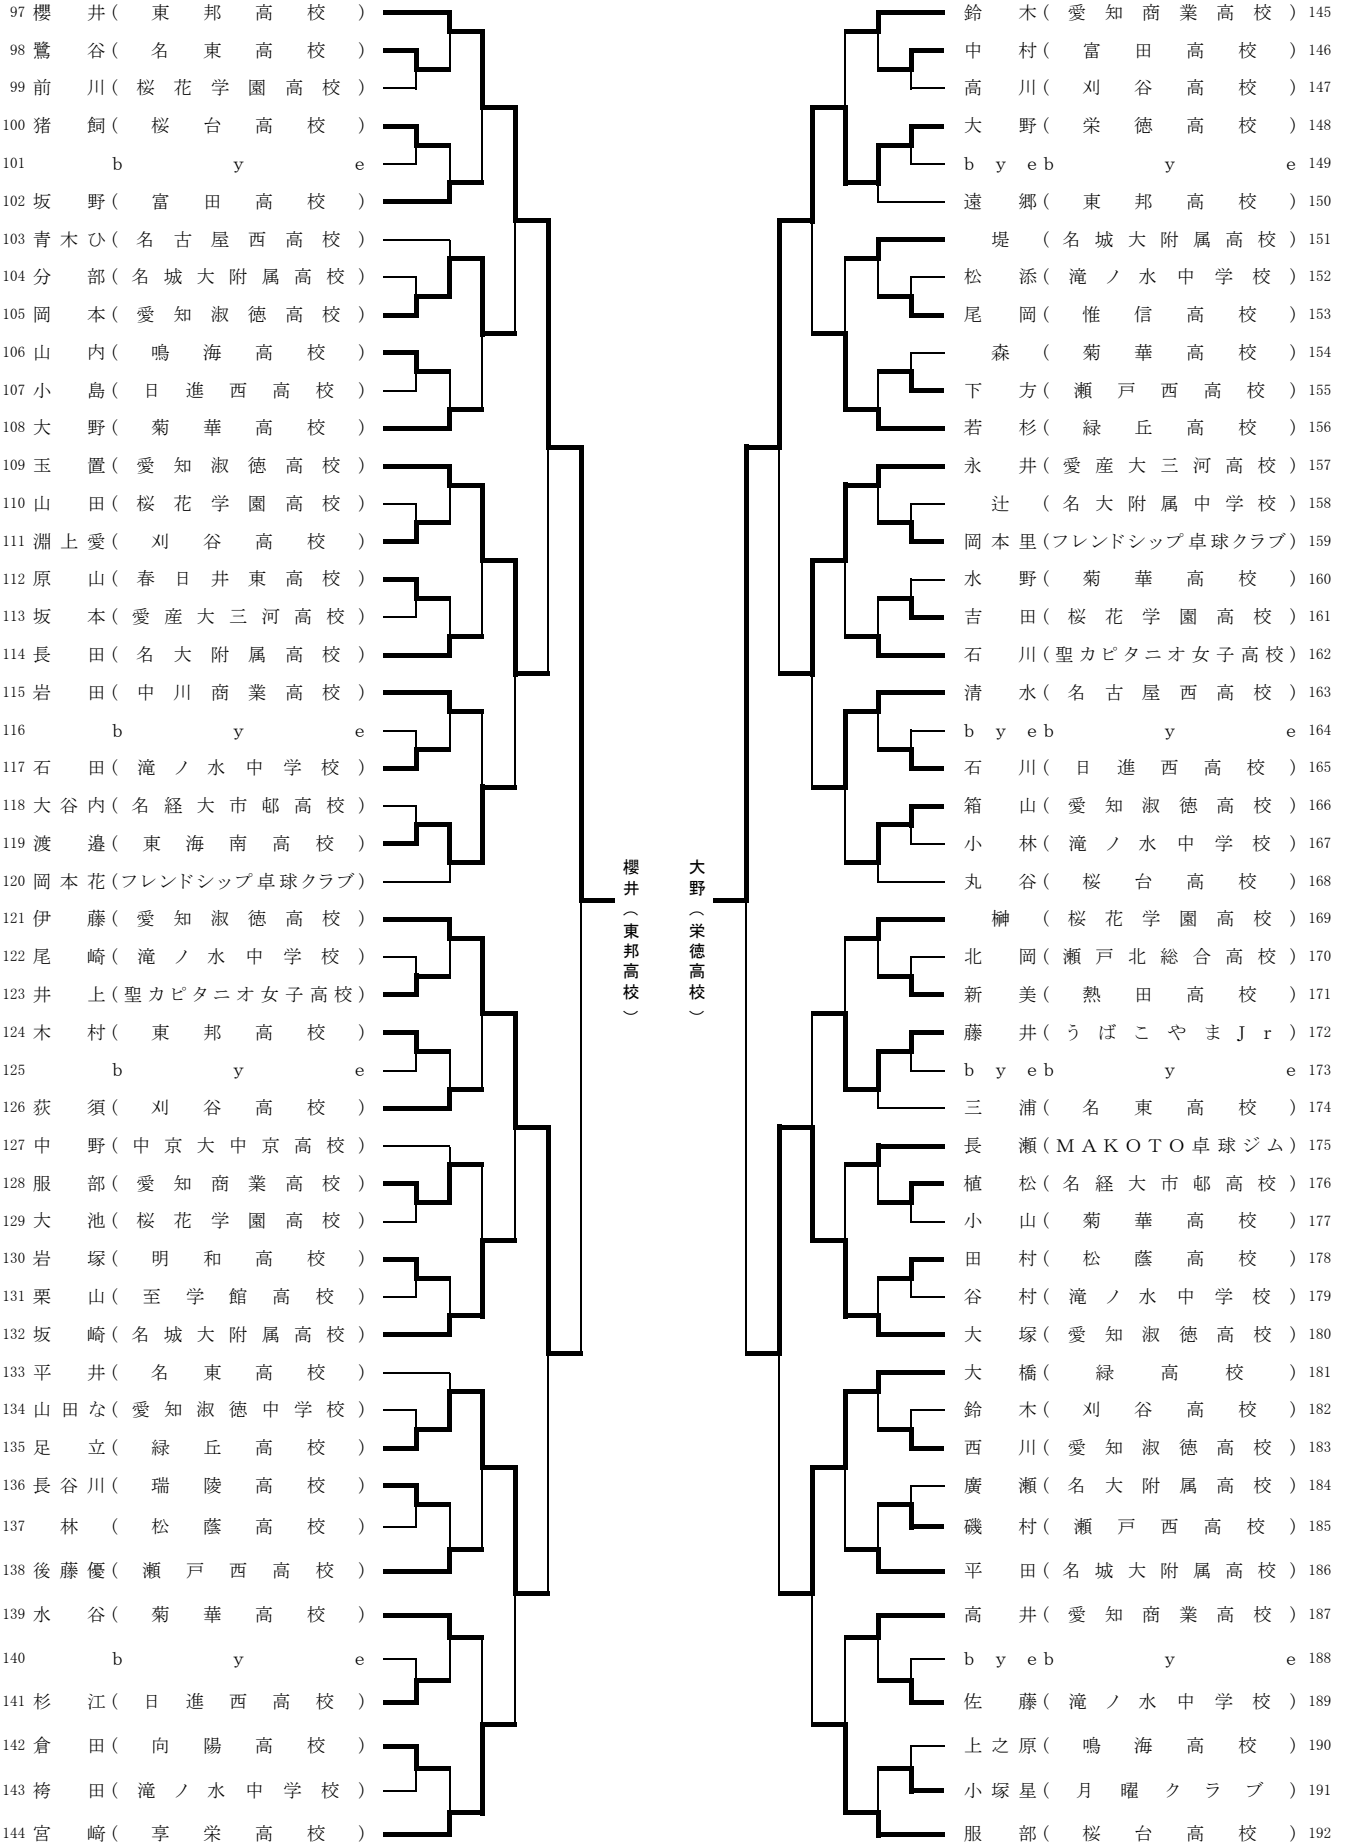 97 櫻井(東邦高校)
98 鷺谷(名東高校)
99 前川(桜花学園高校)
100 猪飼(桜台高校)
101 bye
102 坂野(富田高校)
103 青木ひ(名古屋西高校)
104 分部(名城大附属高校)
105 岡本(愛知淑徳高校)
106 山内(鳴海高校)
107 小島(日進西高校)
108 大野(菊華高校)
109 玉置(愛知淑徳高校)
110 山田(桜花学園高校)
111 淵上愛(刈谷高校)
112 原山(春日井東高校)
113 坂本(愛産大三河高校)
114 長田(名大附属高校)
115 岩田(中川商業高校)
116 bye
117 石田(滝ノ水中学校)
118 大谷内(名経大市邨高校)
119 渡邉(東海南高校)
120 岡本花(フレンドシップ卓球クラブ)
121 伊藤(愛知淑徳高校)
122 尾崎(滝ノ水中学校)
123 井上(聖カピタニオ女子高校)
124 木村(東邦高校)
125 bye
126 荻須(刈谷高校)
127 中野(中京大中京高校)
128 服部(愛知商業高校)
129 大池(桜花学園高校)
130 岩塚(明和高校)
131 栗山(至学館高校)
132 坂崎(名城大附属高校)
133 平井(名東高校)
134 山田な(愛知淑徳中学校)
135 足立(緑丘高校)
136 長谷川(瑞陵高校)
137 林(松蔭高校)
138 後藤優(瀬戸西高校)
139 水谷(菊華高校)
140 bye
141 杉江(日進西高校)
142 倉田(向陽高校)
143 袴田(滝ノ水中学校)
144 宮﨑(享栄高校)
櫻井(東邦高校)
大野(栄徳高校)
鈴木(愛知商業高校) 145
中村(富田高校) 146
高川(刈谷高校) 147
大野(栄徳高校) 148
byebye 149
遠郷(東邦高校) 150
堤(名城大附属高校) 151
松添(滝ノ水中学校) 152
尾岡(惟信高校) 153
森(菊華高校) 154
下方(瀬戸西高校) 155
若杉(緑丘高校) 156
永井(愛産大三河高校) 157
辻(名大附属中学校) 158
岡本里(フレンドシップ卓球クラブ) 159
水野(菊華高校) 160
吉田(桜花学園高校) 161
石川(聖カピタニオ女子高校) 162
清水(名古屋西高校) 163
byebye 164
石川(日進西高校) 165
箱山(愛知淑徳高校) 166
小林(滝ノ水中学校) 167
丸谷(桜台高校) 168
榊(桜花学園高校) 169
北岡(瀬戸北総合高校) 170
新美(熱田高校) 171
藤井(うばこやまJr) 172
byebye 173
三浦(名東高校) 174
長瀬(MAKOTO卓球ジム) 175
植松(名経大市邨高校) 176
小山(菊華高校) 177
田村(松蔭高校) 178
谷村(滝ノ水中学校) 179
大塚(愛知淑徳高校) 180
大橋(緑高校) 181
鈴木(刈谷高校) 182
西川(愛知淑徳高校) 183
廣瀬(名大附属高校) 184
磯村(瀬戸西高校) 185
平田(名城大附属高校) 186
高井(愛知商業高校) 187
byebye 188
佐藤(滝ノ水中学校) 189
上之原(鳴海高校) 190
小塚星(月曜クラブ) 191
服部(桜台高校) 192